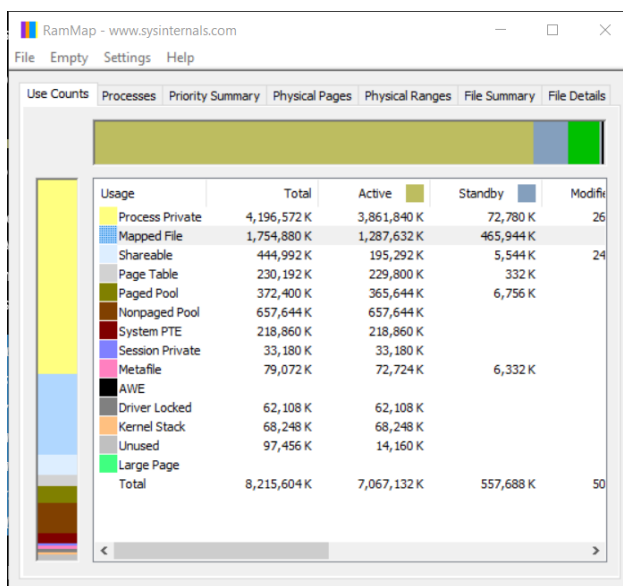 RamMap - www.sysinternals.com
File Empty Settings Help
Use Counts Processes Priority Summary Physical Pages Physical Ranges File Summary File Details
Usage Total Active Standby Modifie
Process Private 4,196,572 K 3,861,840 K 72,780 K 26
Mapped File 1,754,880 K 1,287,632 K 465,944 K
Shareable 444,992 K 195,292 K 5,544 K 24
Page Table 230,192 K 229,800 K 332 K
Paged Pool 372,400 K 365,644 K 6,756 K
Nonpaged Pool 657,644 K 657,644 K
System PTE 218,860 K 218,860 K
Session Private 33,180 K 33,180 K
Metafile 79,072 K 72,724 K 6,332 K
AWE
Driver Locked 62,108 K 62,108 K
Kernel Stack 68,248 K 68,248 K
Unused 97,456 K 14,160 K
Large Page
Total 8,215,604 K 7,067,132 K 557,688 K 50